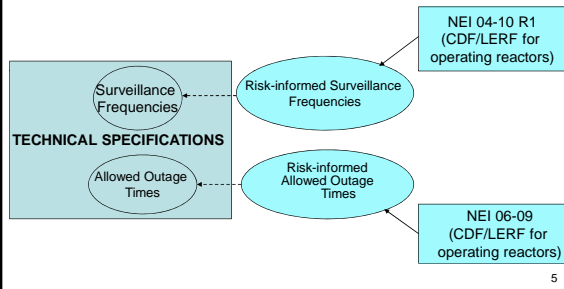 NEI 04-10 R1
(CDF/LERF for
operating reactors)
Surveillance
Frequencies
Risk-informed Surveillance
Frequencies
TECHNICAL SPECIFICATIONS
Allowed Outage
Times
Risk-informed
Allowed Outage
Times
NEI 06-09
(CDF/LERF for
operating reactors)
5